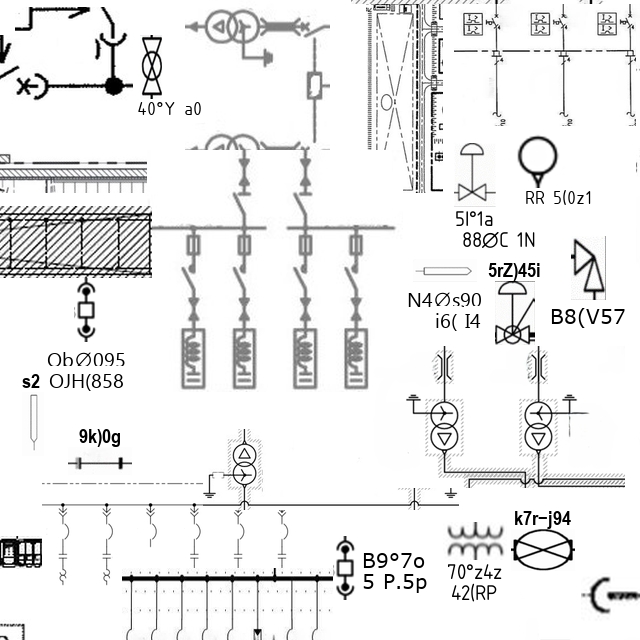 40°Y a0
RR 5(0z1
5l°1a
88ØC 1N
5rZ)45i
N4Øs90
i6( I4
B8(V57
ObØ095
s2 OJH(858
9k)0g
k7r-j94
B9°7o
5 P.5p
70°z4z
42(RP